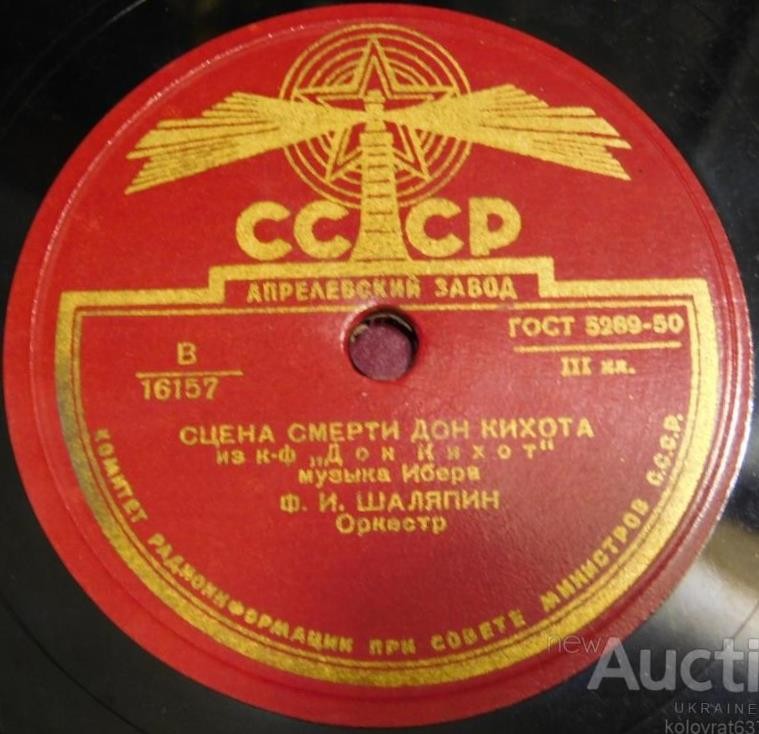 СССР
АПРЕЛЕВСКИЙ ЗАВОД
ГОСТ 5289-50
III кл.
В
16157
СЦЕНА СМЕРТИ ДОН КИХОТА
из к-ф „Дон Кихот"
музыка Ибера
Ф. И. ШАЛЯПИН
Оркестр
КОМИТЕТ РАДИОИНФОРМАЦИИ ПРИ СОВЕТЕ МИНИСТРОВ С.С.С.Р.
new Aucti
UKRAINE
kolovrat637